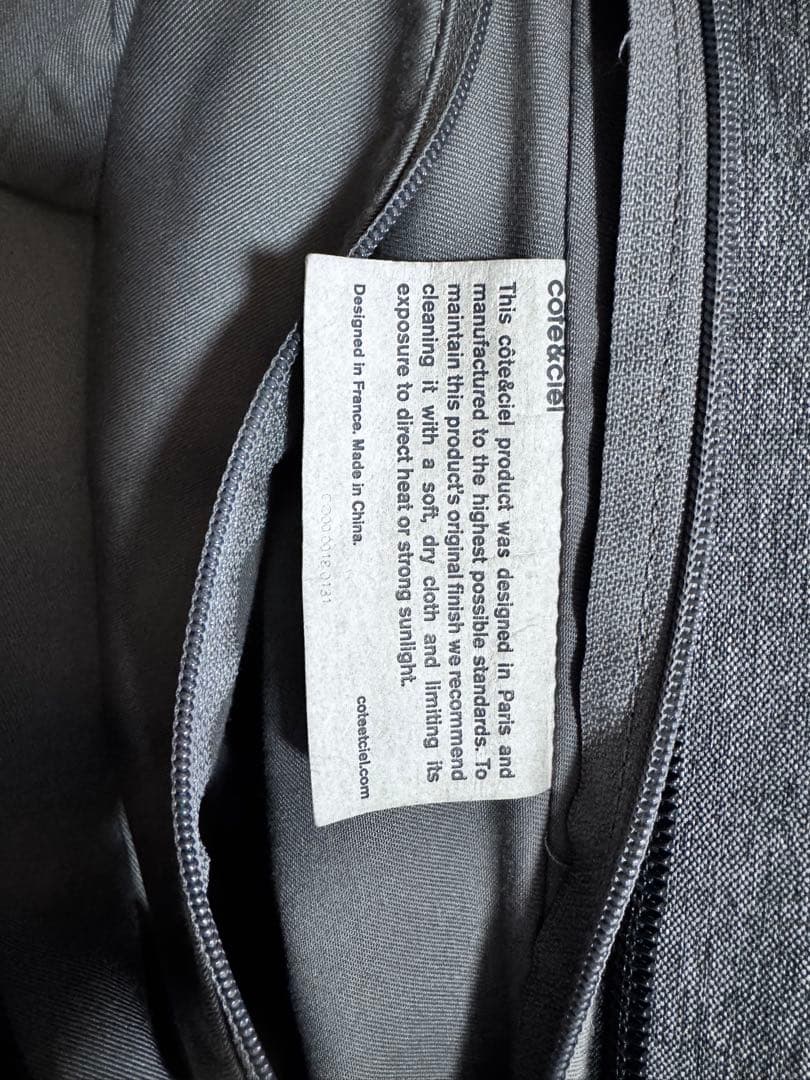 côte&ciel
This côte&ciel product was designed in Paris and
manufactured to the highest possible standards. To
maintain this product's original finish we recommend
cleaning it with a soft, dry cloth and limiting its
exposure to direct heat or strong sunlight.
Designed in France. Made in China.
coteetciel.com